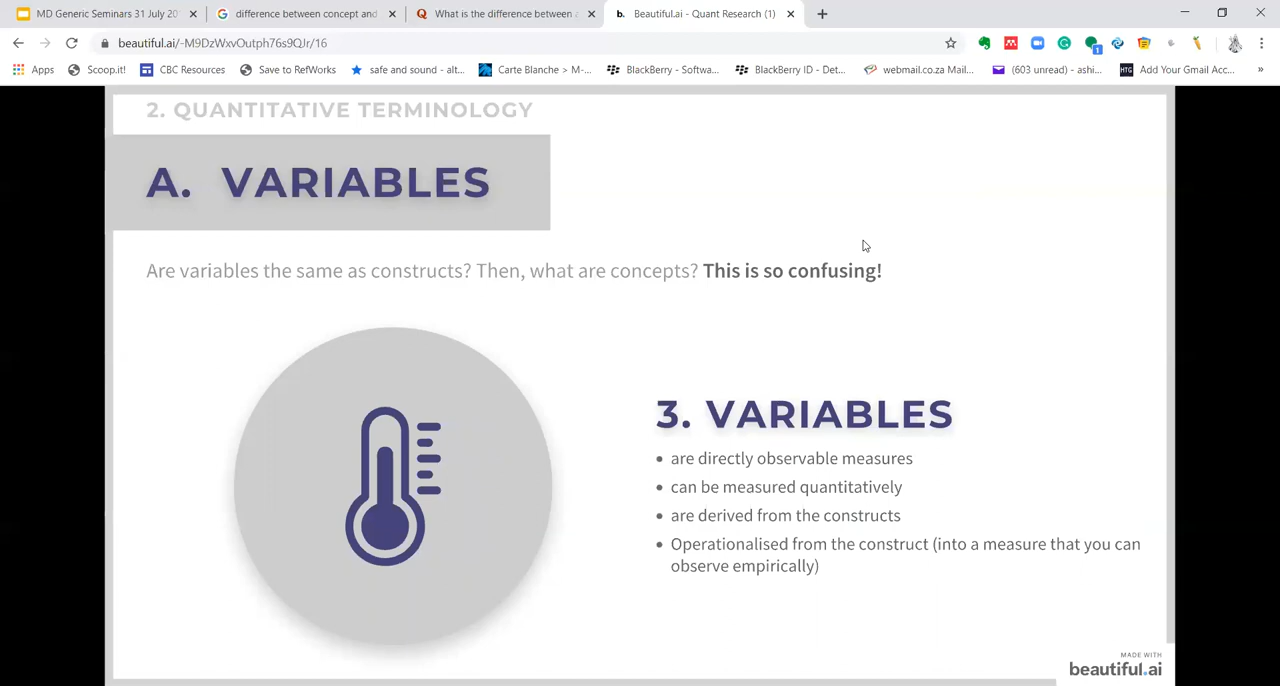 MD Generic Seminars 31 July 201
difference between concept and
What is the difference between a
b. Beautiful.ai - Quant Research (1)
beautiful.ai/-M9DzWxvOutph76s9QJr/16
Apps
Scoop.it!
CBC Resources
Save to RefWorks
safe and sound - alt...
Carte Blanche > M-...
BlackBerry - Softwa...
BlackBerry ID - Det...
webmail.co.za Mail...
(603 unread) - ashi...
HTG Add Your Gmail Acc...
2. QUANTITATIVE TERMINOLOGY
A. VARIABLES
Are variables the same as constructs? Then, what are concepts? This is so confusing!
3. VARIABLES
• are directly observable measures
• can be measured quantitatively
• are derived from the constructs
• Operationalised from the construct (into a measure that you can
observe empirically)
MADE WITH
beautiful.ai